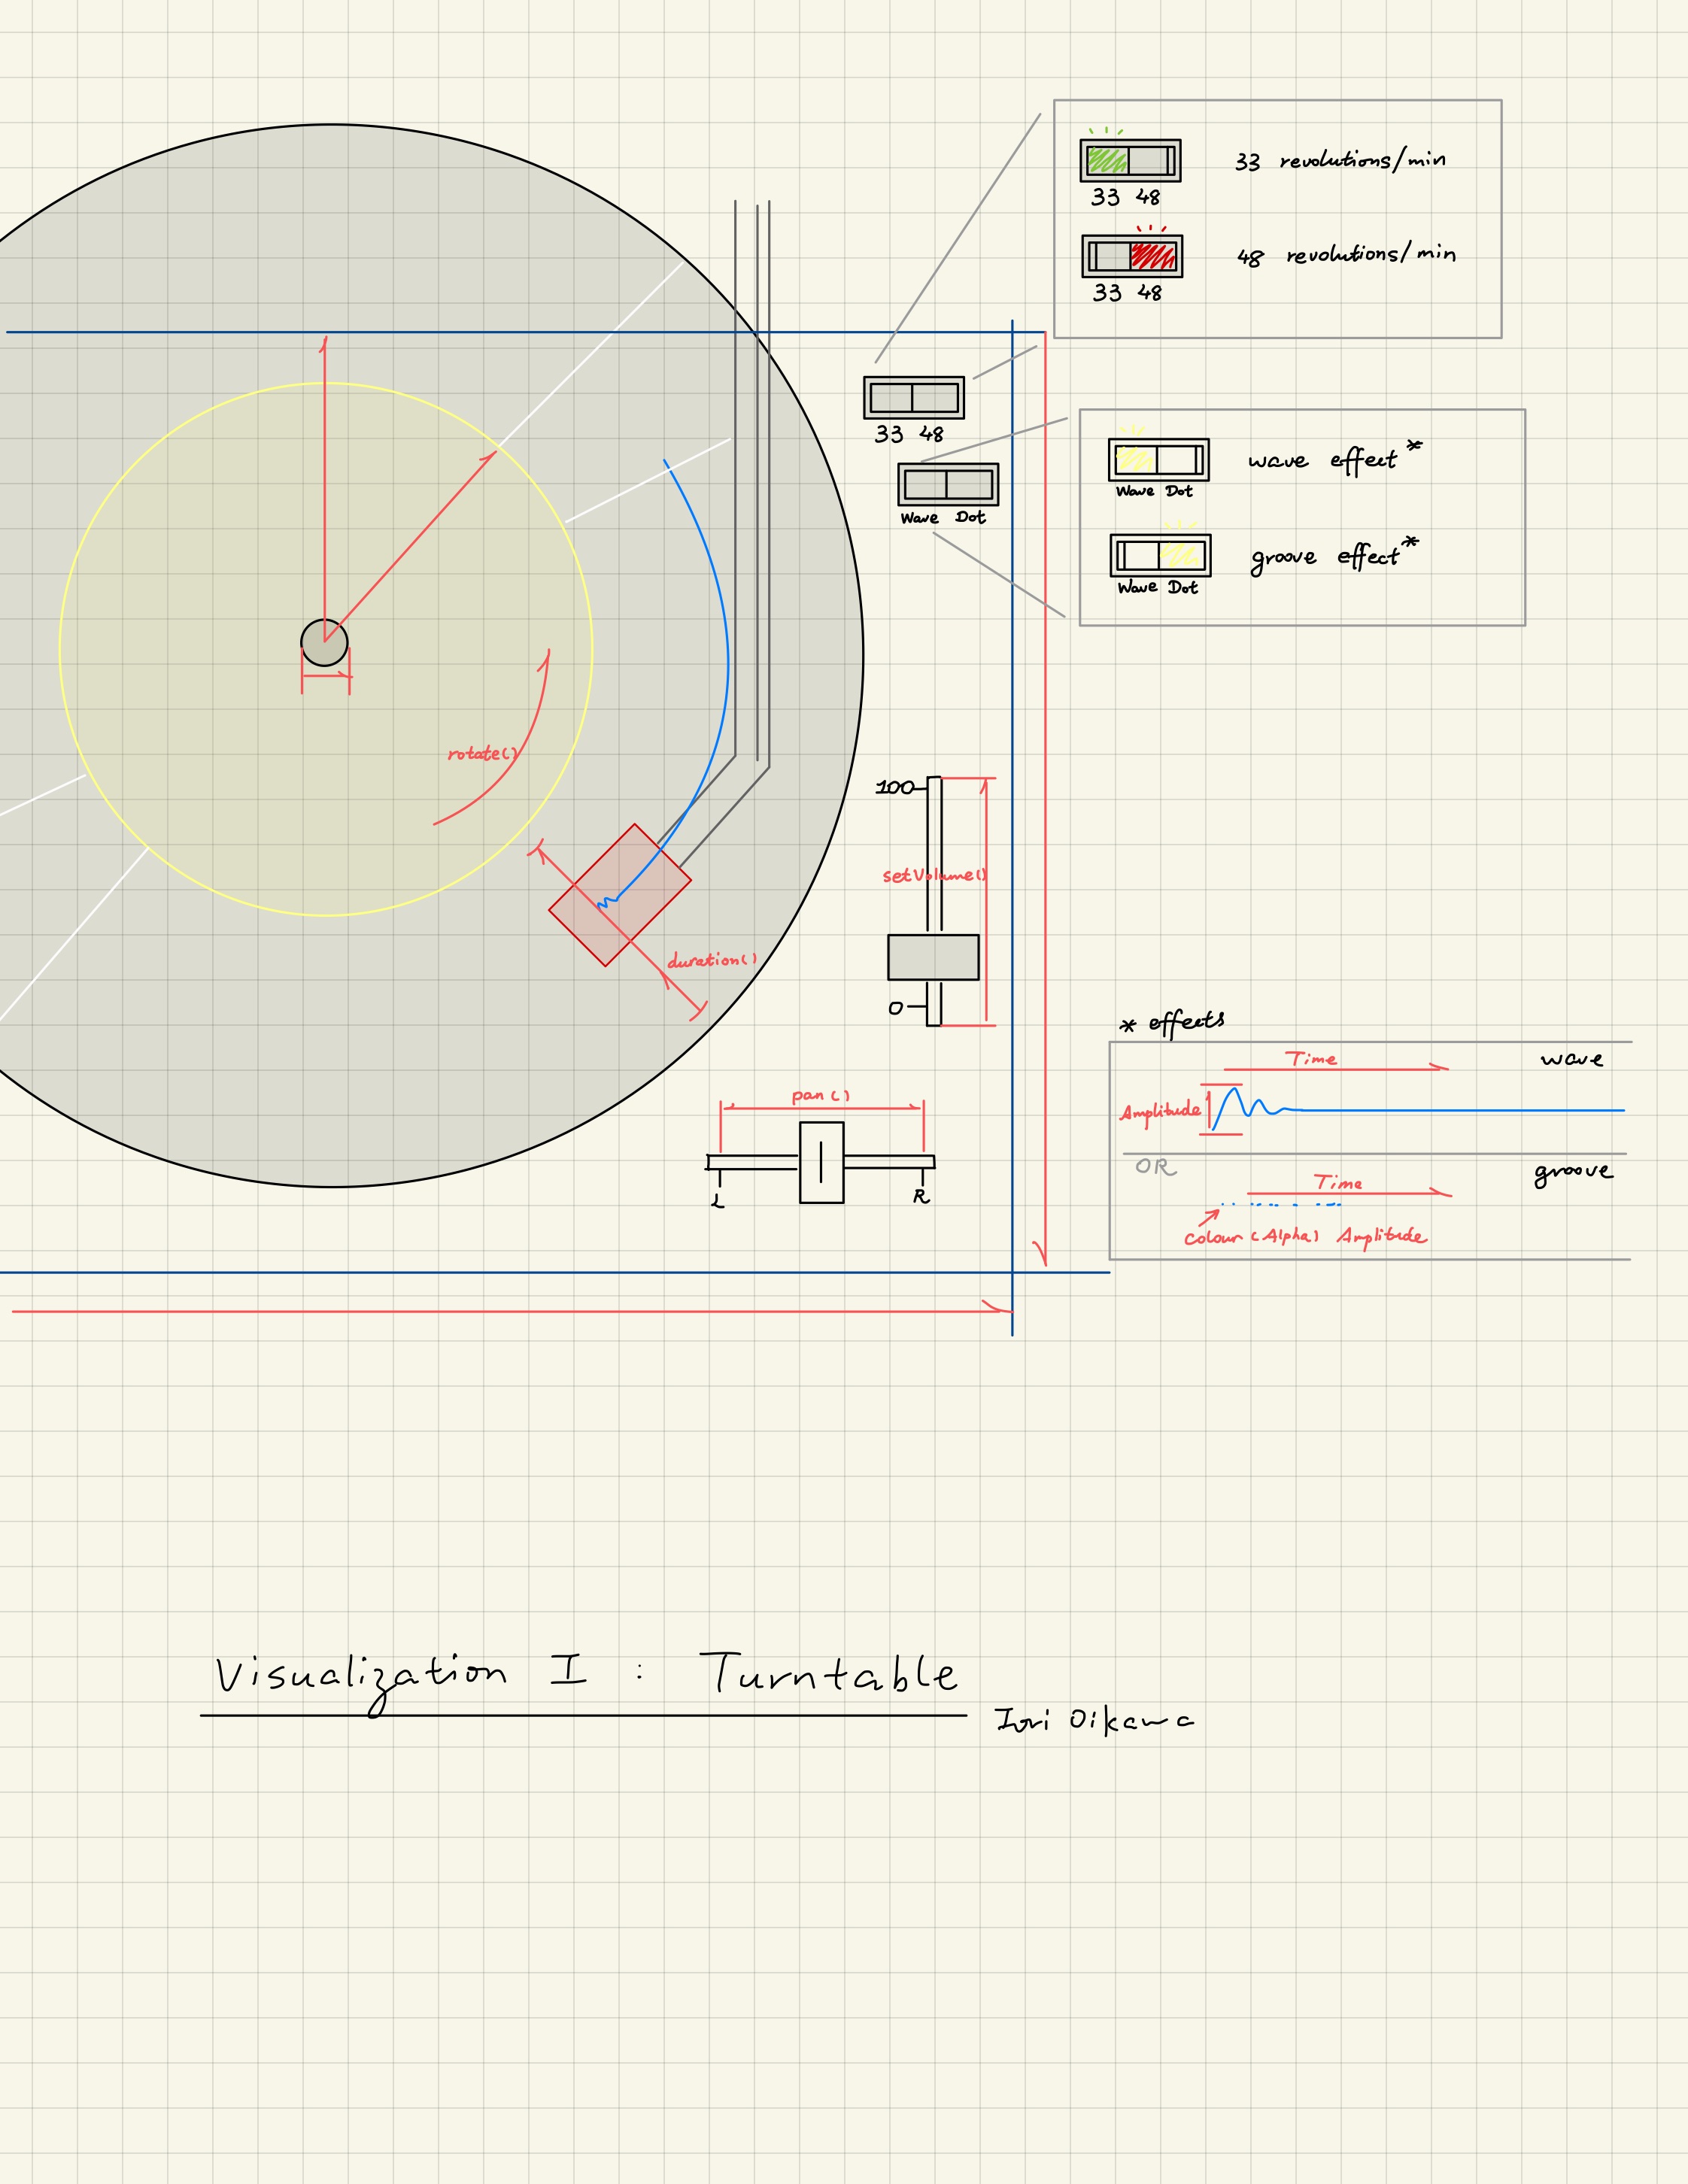 33 revolutions/min
33 48
48 revolutions/min
33 48
33 48
Wave Dot
wave effect*
Wave Dot
groove effect*
Wave Dot
rotate()
100
setVolume()
duration()
0
pan()
L R
* effects
Time wave
Amplitude
OR
groove
Time
Colour (Alpha) Amplitude
Visualization I : Turntable
Iori Oikawa